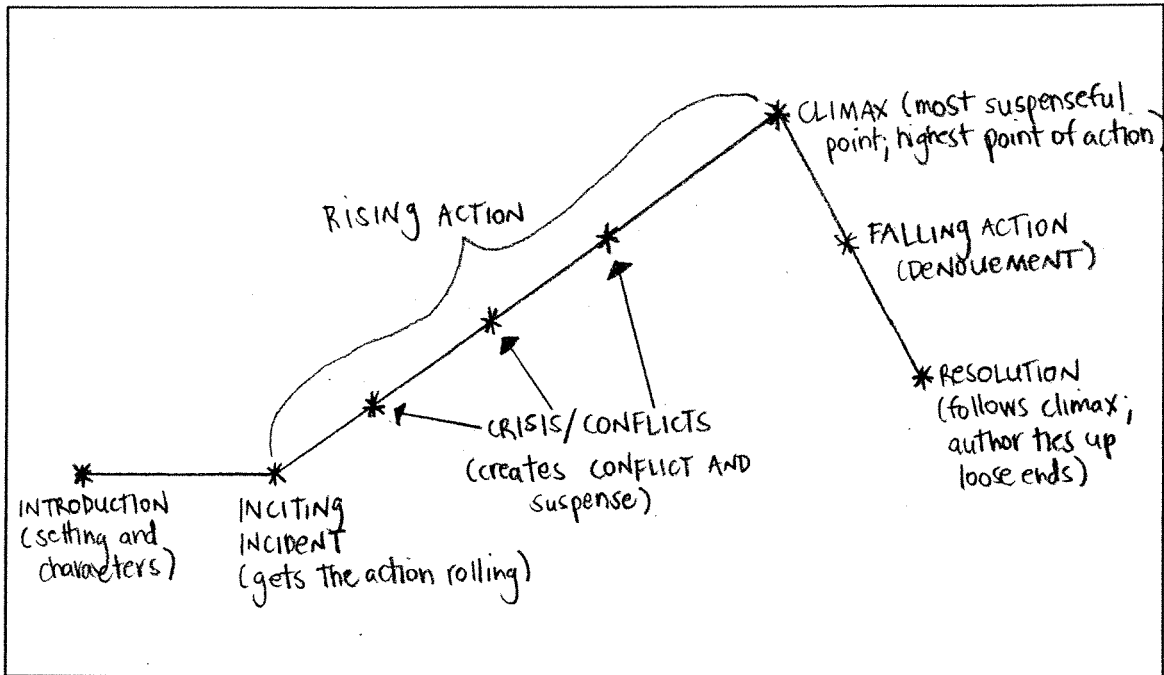 CLIMAX (most suspenseful
point; highest point of action)
RISING ACTION
FALLING ACTION
(DENOUEMENT)
RESOLUTION
(follows climax;
author ties up
loose ends)
CRISIS/CONFLICTS
(creates CONFLICT AND
suspense)
INTRODUCTION
(setting and
characters)
INCITING
INCIDENT
(gets the action rolling)